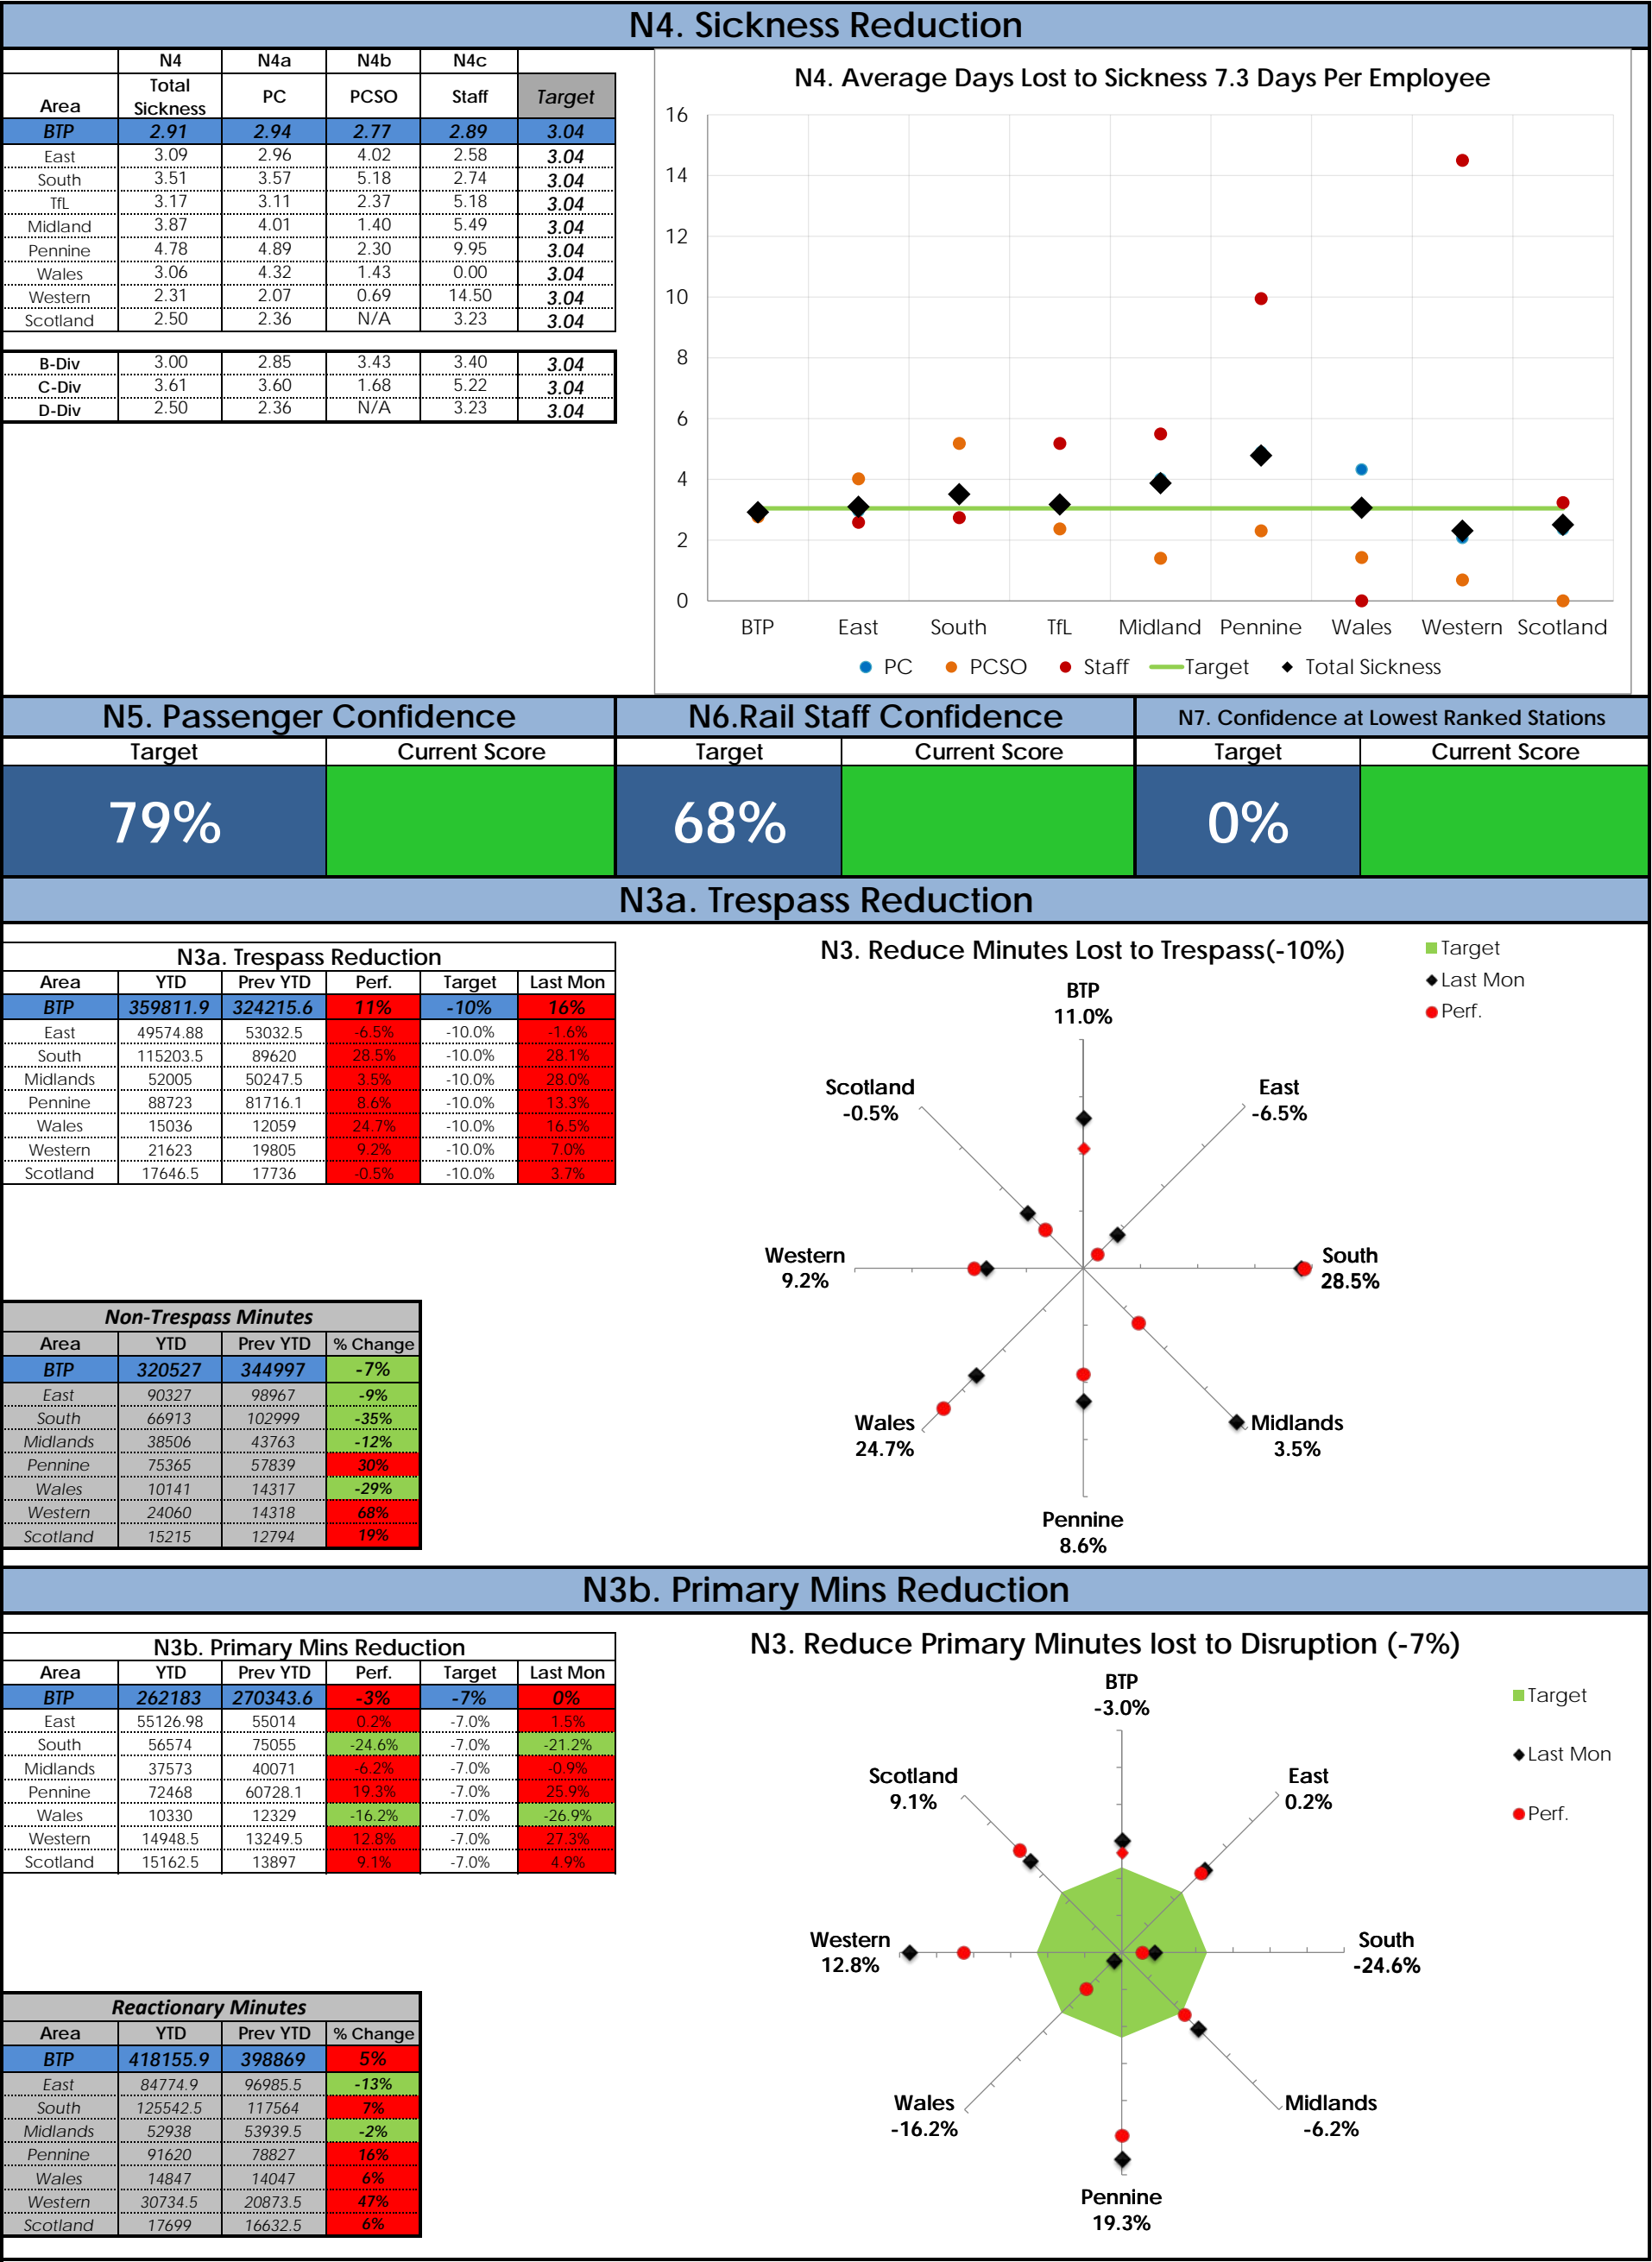 N4. Sickness Reduction
N4 N4a N4b N4c
Area Total Sickness PC PCSO Staff Target
BTP 2.91 2.94 2.77 2.89 3.04
East 3.09 2.96 4.02 2.58 3.04
South 3.51 3.57 5.18 2.74 3.04
TfL 3.17 3.11 2.37 5.18 3.04
Midland 3.87 4.01 1.40 5.49 3.04
Pennine 4.78 4.89 2.30 9.95 3.04
Wales 3.06 4.32 1.43 0.00 3.04
Western 2.31 2.07 0.69 14.50 3.04
Scotland 2.50 2.36 N/A 3.23 3.04
B-Div 3.00 2.85 3.43 3.40 3.04
C-Div 3.61 3.60 1.68 5.22 3.04
D-Div 2.50 2.36 N/A 3.23 3.04
N4. Average Days Lost to Sickness 7.3 Days Per Employee
16
14
12
10
8
6
4
2
0
BTP East South TfL Midland Pennine Wales Western Scotland
PC PCSO Staff Target Total Sickness
N5. Passenger Confidence
Target Current Score
79%
N6.Rail Staff Confidence
Target Current Score
68%
N7. Confidence at Lowest Ranked Stations
Target Current Score
0%
N3a. Trespass Reduction
N3a. Trespass Reduction
Area YTD Prev YTD Perf. Target Last Mon
BTP 359811.9 324215.6 11% -10% 16%
East 49574.88 53032.5 -6.5% -10.0% -1.6%
South 115203.5 89620 28.5% -10.0% 28.1%
Midlands 52005 50247.5 3.5% -10.0% 28.0%
Pennine 88723 81716.1 8.6% -10.0% 13.3%
Wales 15036 12059 24.7% -10.0% 16.5%
Western 21623 19805 9.2% -10.0% 7.0%
Scotland 17646.5 17736 -0.5% -10.0% 3.7%
Non-Trespass Minutes
Area YTD Prev YTD % Change
BTP 320527 344997 -7%
East 90327 98967 -9%
South 66913 102999 -35%
Midlands 38506 43763 -12%
Pennine 75365 57839 30%
Wales 10141 14317 -29%
Western 24060 14318 68%
Scotland 15215 12794 19%
N3. Reduce Minutes Lost to Trespass(-10%)
Target
Last Mon
Perf.
BTP
11.0%
East
-6.5%
South
28.5%
Midlands
3.5%
Pennine
8.6%
Wales
24.7%
Western
9.2%
Scotland
-0.5%
N3b. Primary Mins Reduction
N3b. Primary Mins Reduction
Area YTD Prev YTD Perf. Target Last Mon
BTP 262183 270343.6 -3% -7% 0%
East 55126.98 55014 0.2% -7.0% 1.5%
South 56574 75055 -24.6% -7.0% -21.2%
Midlands 37573 40071 -6.2% -7.0% -0.9%
Pennine 72468 60728.1 19.3% -7.0% 25.9%
Wales 10330 12329 -16.2% -7.0% -26.9%
Western 14948.5 13249.5 12.8% -7.0% 27.3%
Scotland 15162.5 13897 9.1% -7.0% 4.9%
Reactionary Minutes
Area YTD Prev YTD % Change
BTP 418155.9 398869 5%
East 84774.9 96985.5 -13%
South 125542.5 117564 7%
Midlands 52938 53939.5 -2%
Pennine 91620 78827 16%
Wales 14847 14047 6%
Western 30734.5 20873.5 47%
Scotland 17699 16632.5 6%
N3. Reduce Primary Minutes lost to Disruption (-7%)
Target
Last Mon
Perf.
BTP
-3.0%
East
0.2%
South
-24.6%
Midlands
-6.2%
Pennine
19.3%
Wales
-16.2%
Western
12.8%
Scotland
9.1%